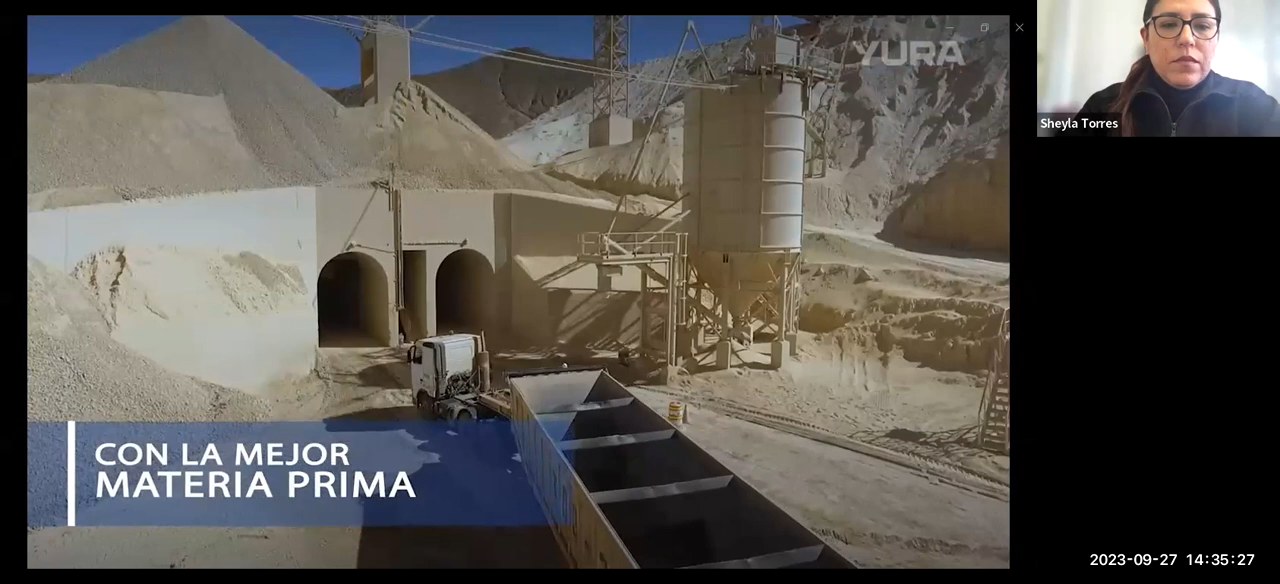 YURA
Sheyla Torres
CON LA MEJOR
MATERIA PRIMA
2023-09-27 14:35:27